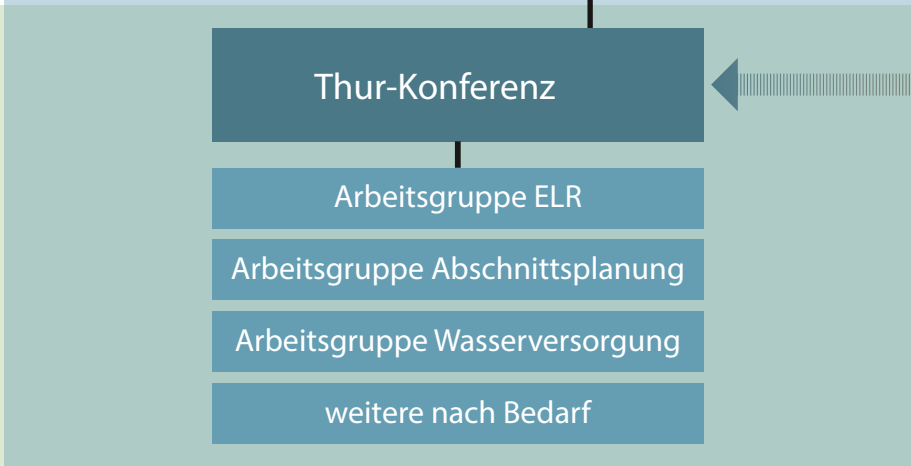 Thur-Konferenz
Arbeitsgruppe ELR
Arbeitsgruppe Abschnittsplanung
Arbeitsgruppe Wasserversorgung
weitere nach Bedarf